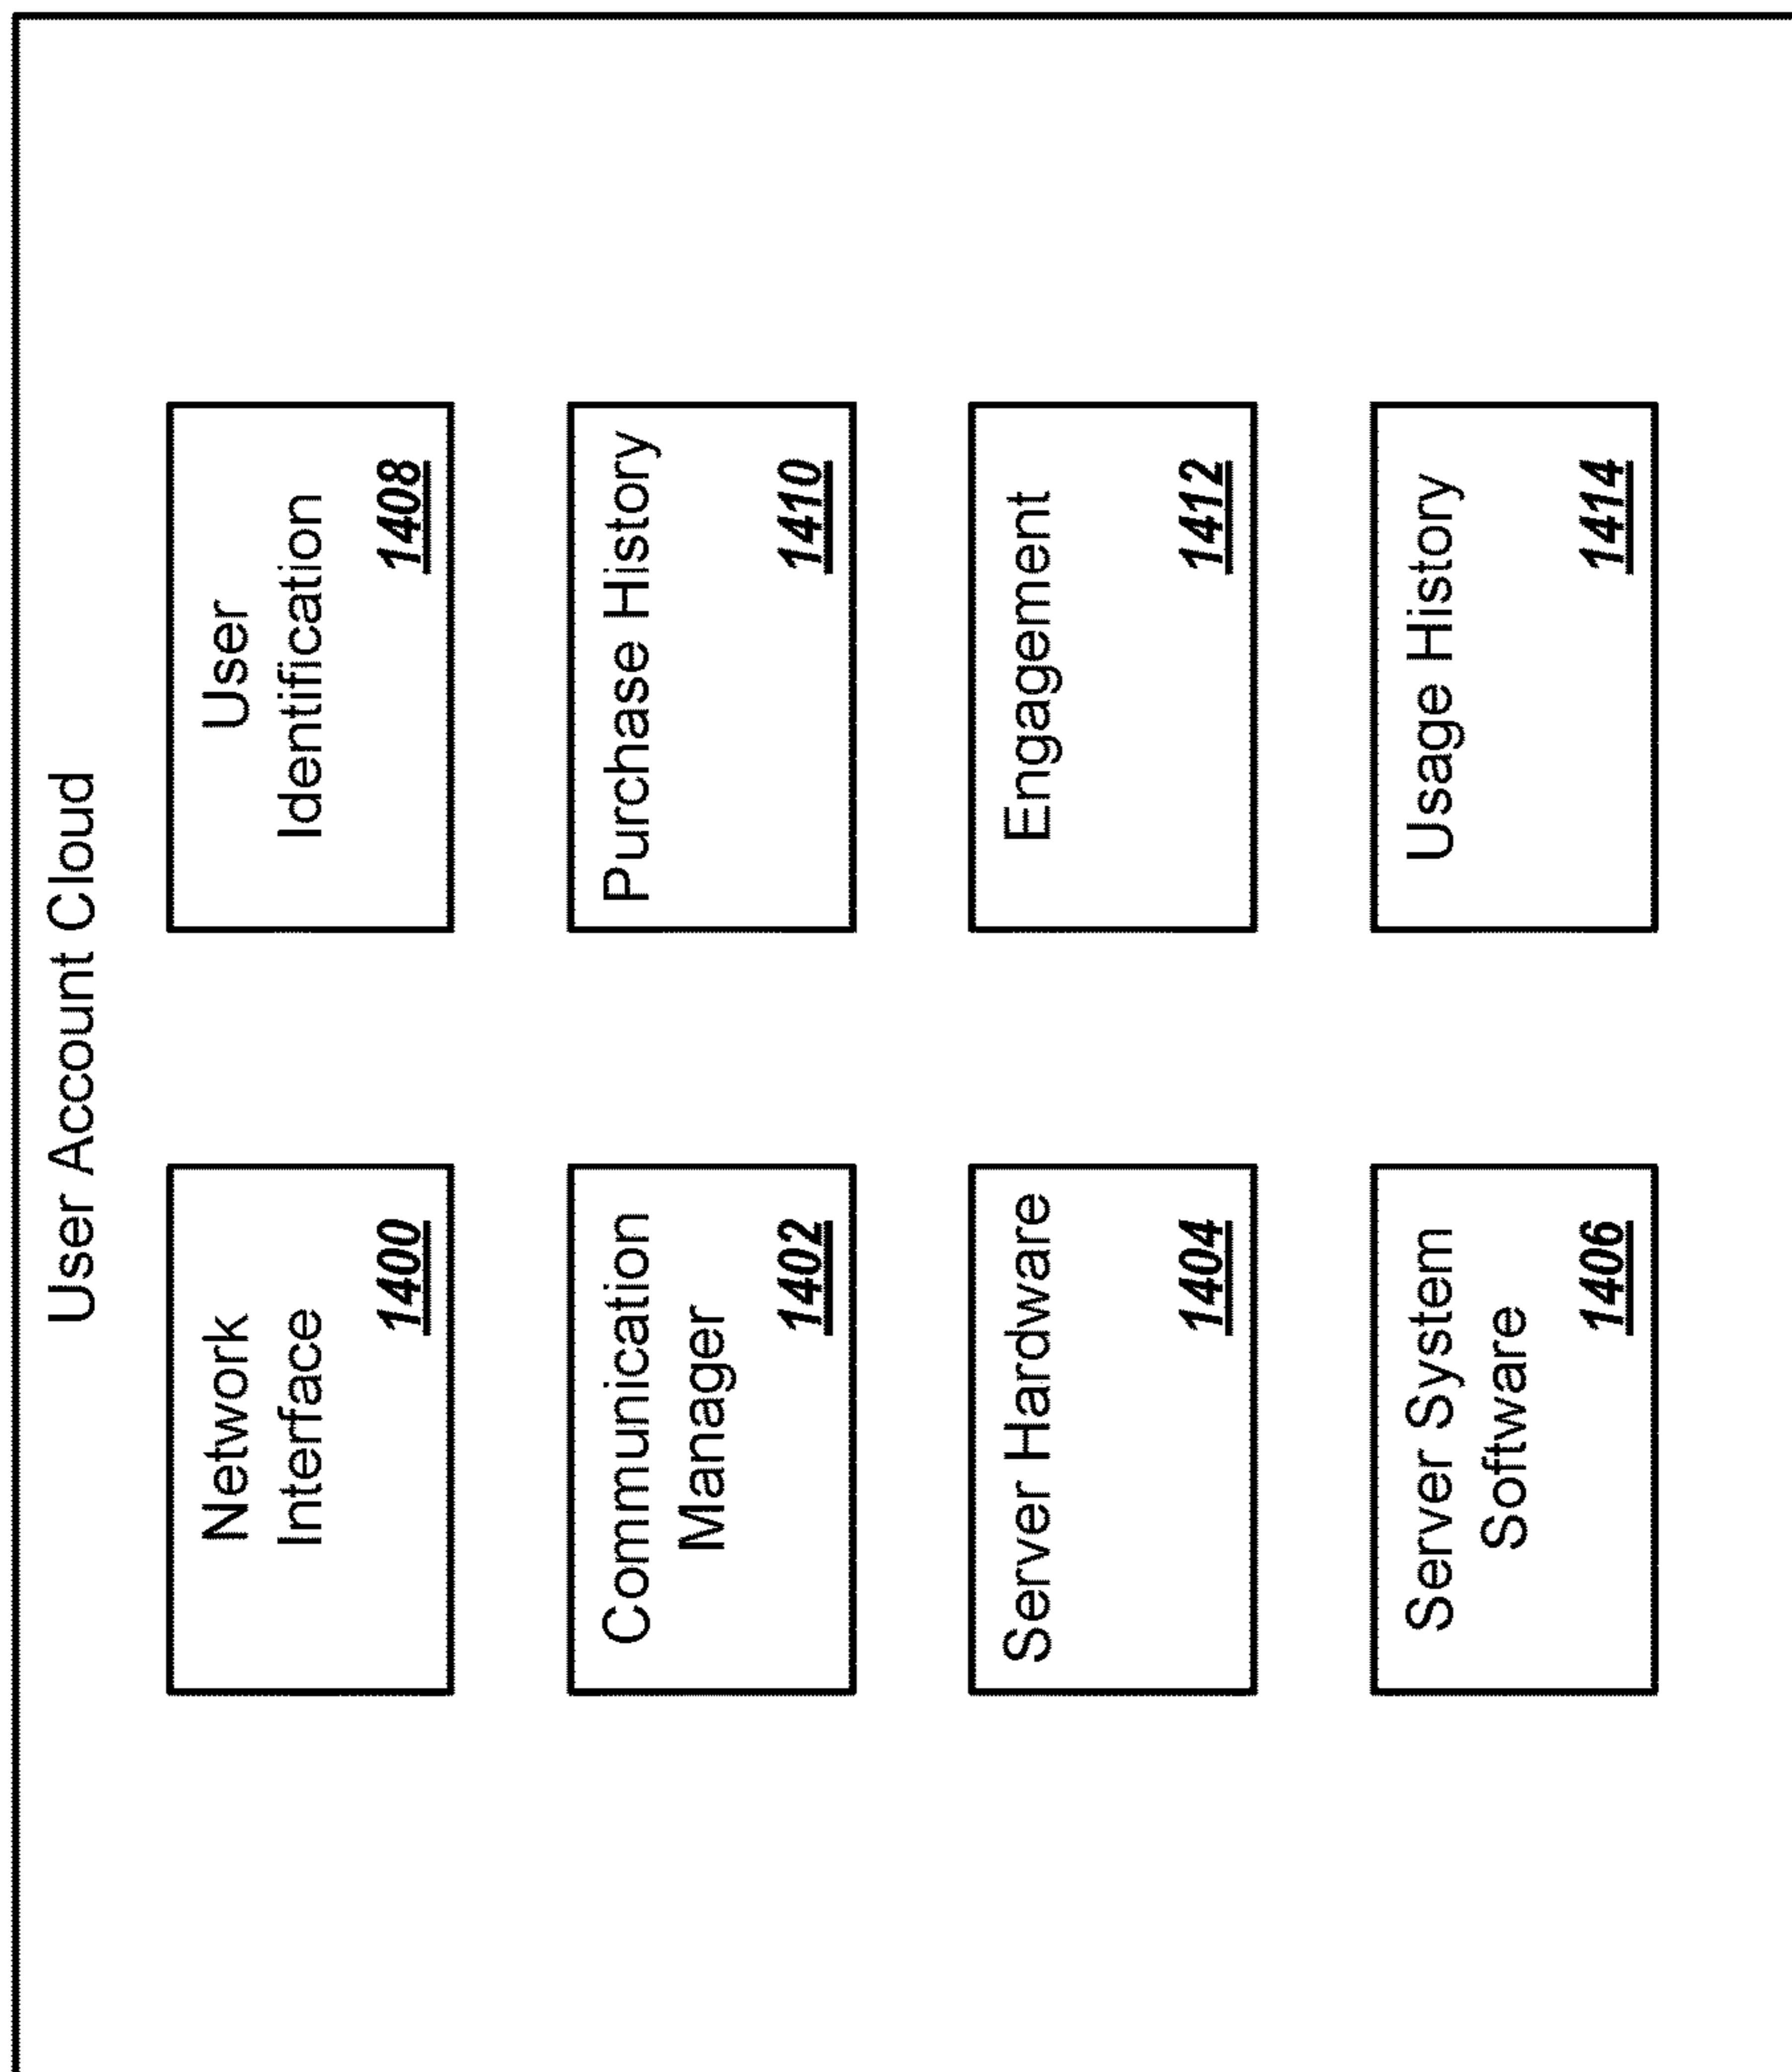 User Account Cloud
Network
Interface
1400
Communication
Manager
1402
Server Hardware
1404
Server System
Software
1406
User
Identification
1408
Purchase History
1410
Engagement
1412
Usage History
1414